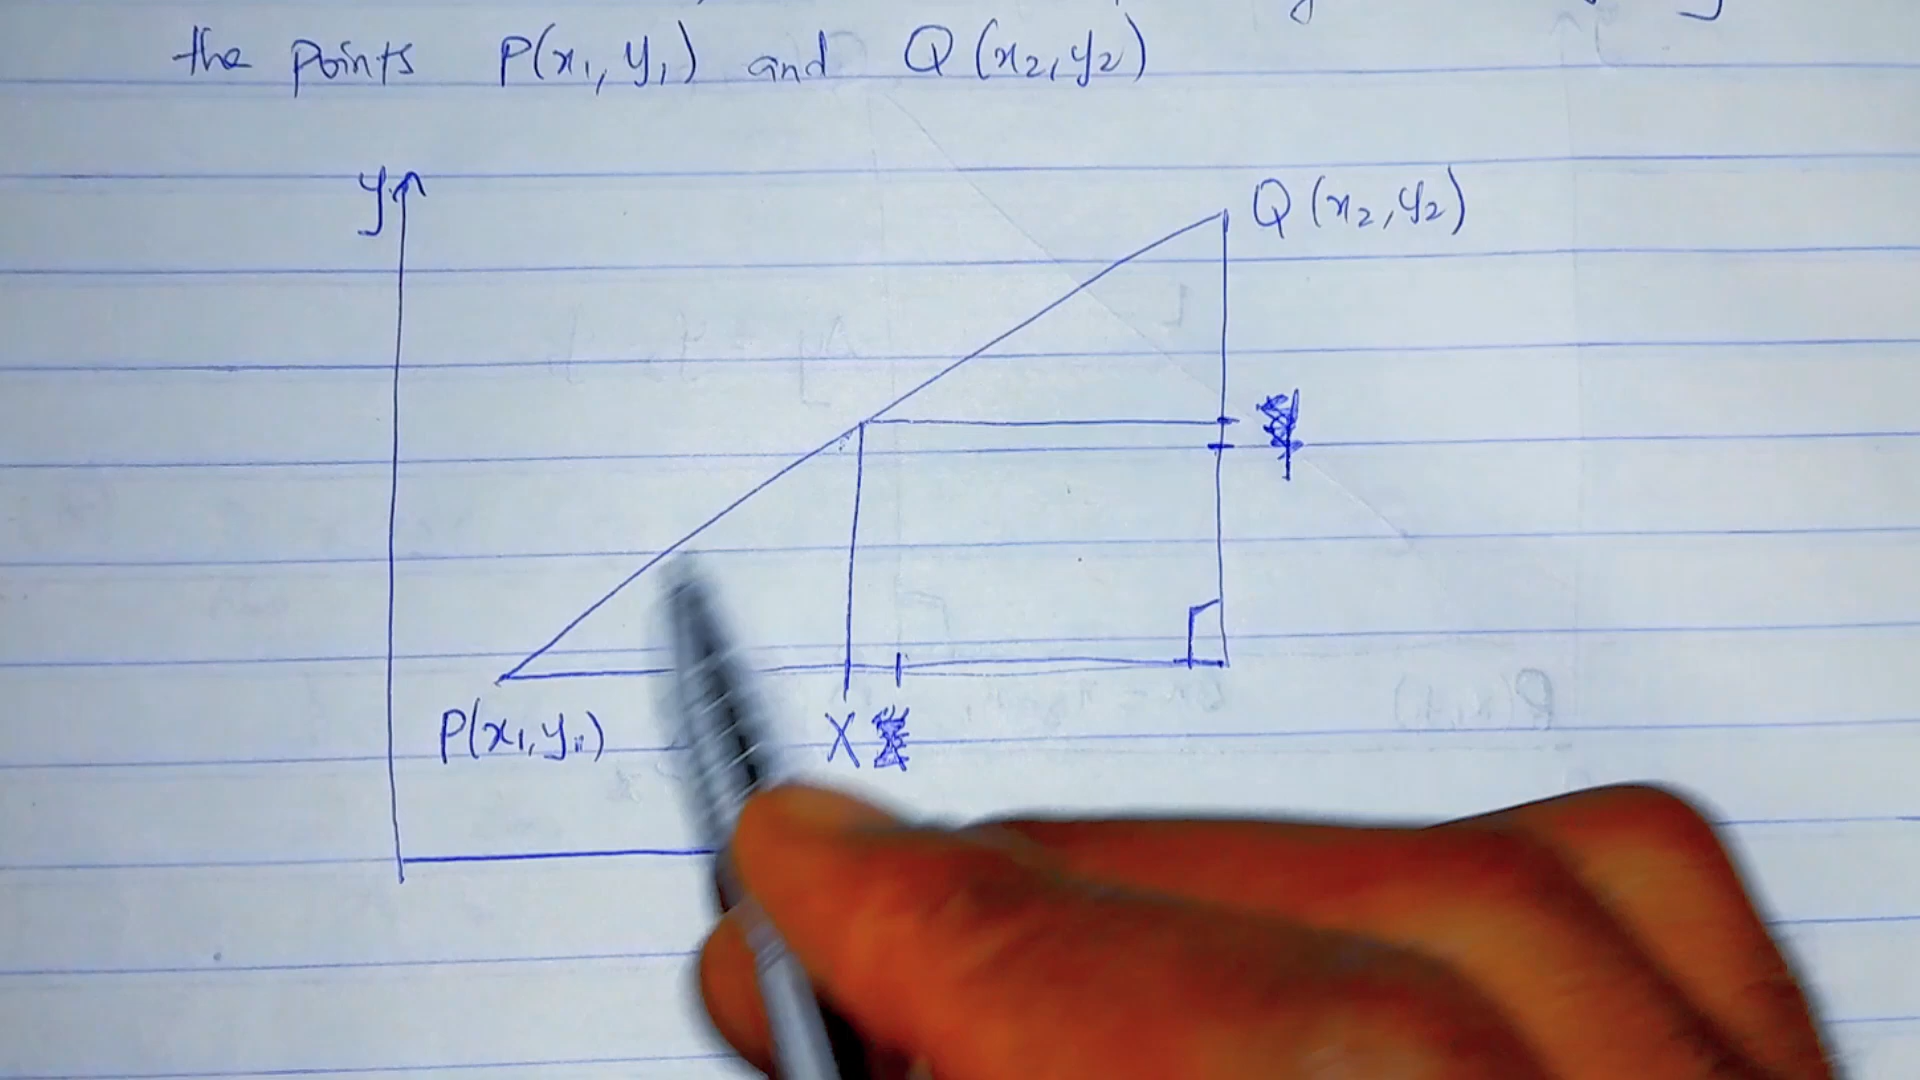 the points P(x₁, y₁) and Q (x₂, y₂)
y
Q (x₂, y₂)
P(x₁, y₁)
X